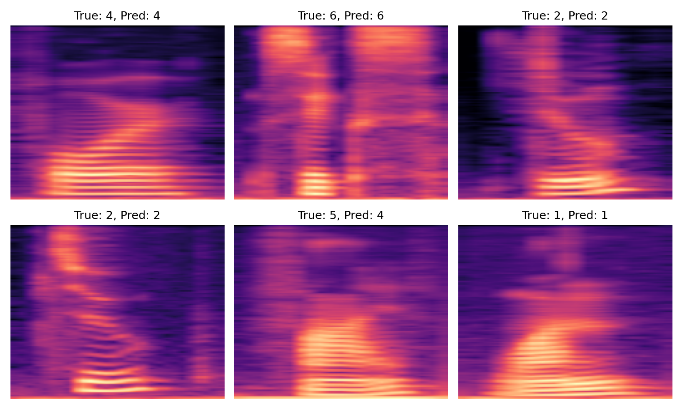 True: 4, Pred: 4
True: 6, Pred: 6
True: 2, Pred: 2
True: 2, Pred: 2
True: 5, Pred: 4
True: 1, Pred: 1